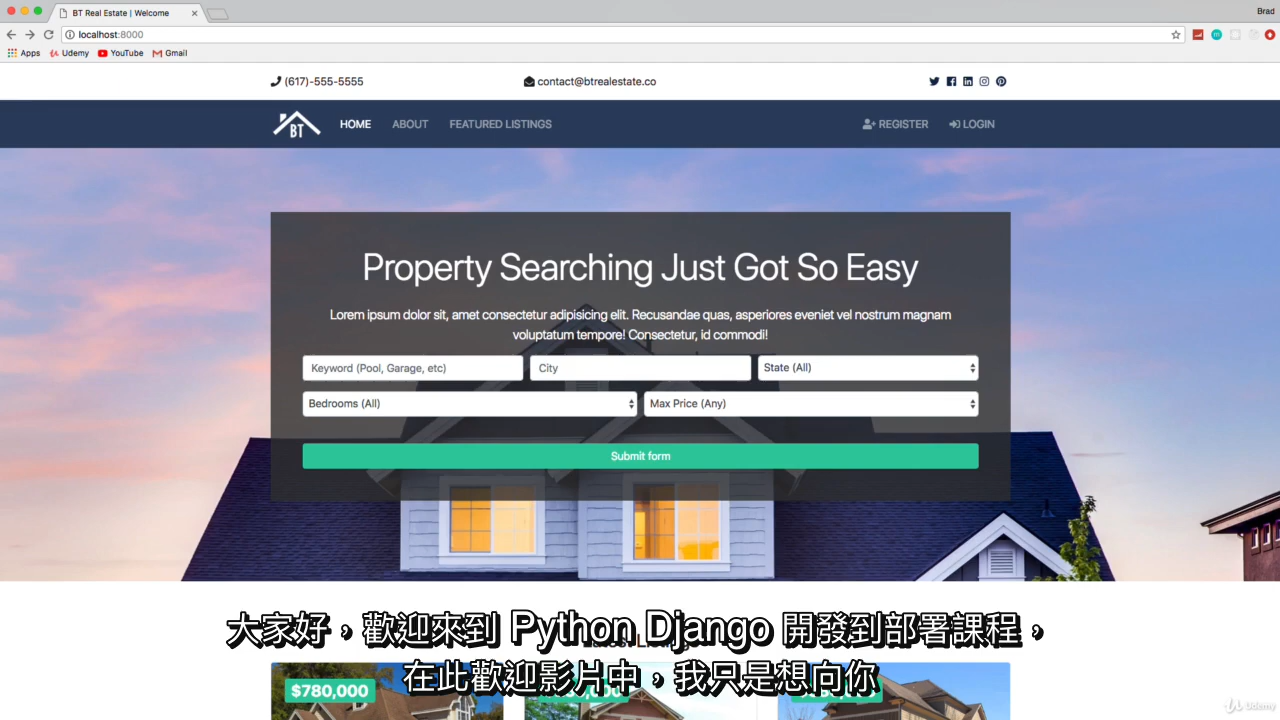 BT Real Estate | Welcome
Brad
localhost:8000
Apps Udemy YouTube Gmail
(617)-555-5555 contact@btrealestate.co
BT HOME ABOUT FEATURED LISTINGS REGISTER LOGIN
Property Searching Just Got So Easy
Lorem ipsum dolor sit, amet consectetur adipisicing elit. Recusandae quas, asperiores eveniet vel nostrum magnam
voluptatum tempore! Consectetur, id commodi!
Keyword (Pool, Garage, etc) City State (All)
Bedrooms (All) Max Price (Any)
Submit form
大家好，歡迎來到 Python Django 開發到部署課程，
在此歡迎影片中，我只是想向你
$780,000
Udemy